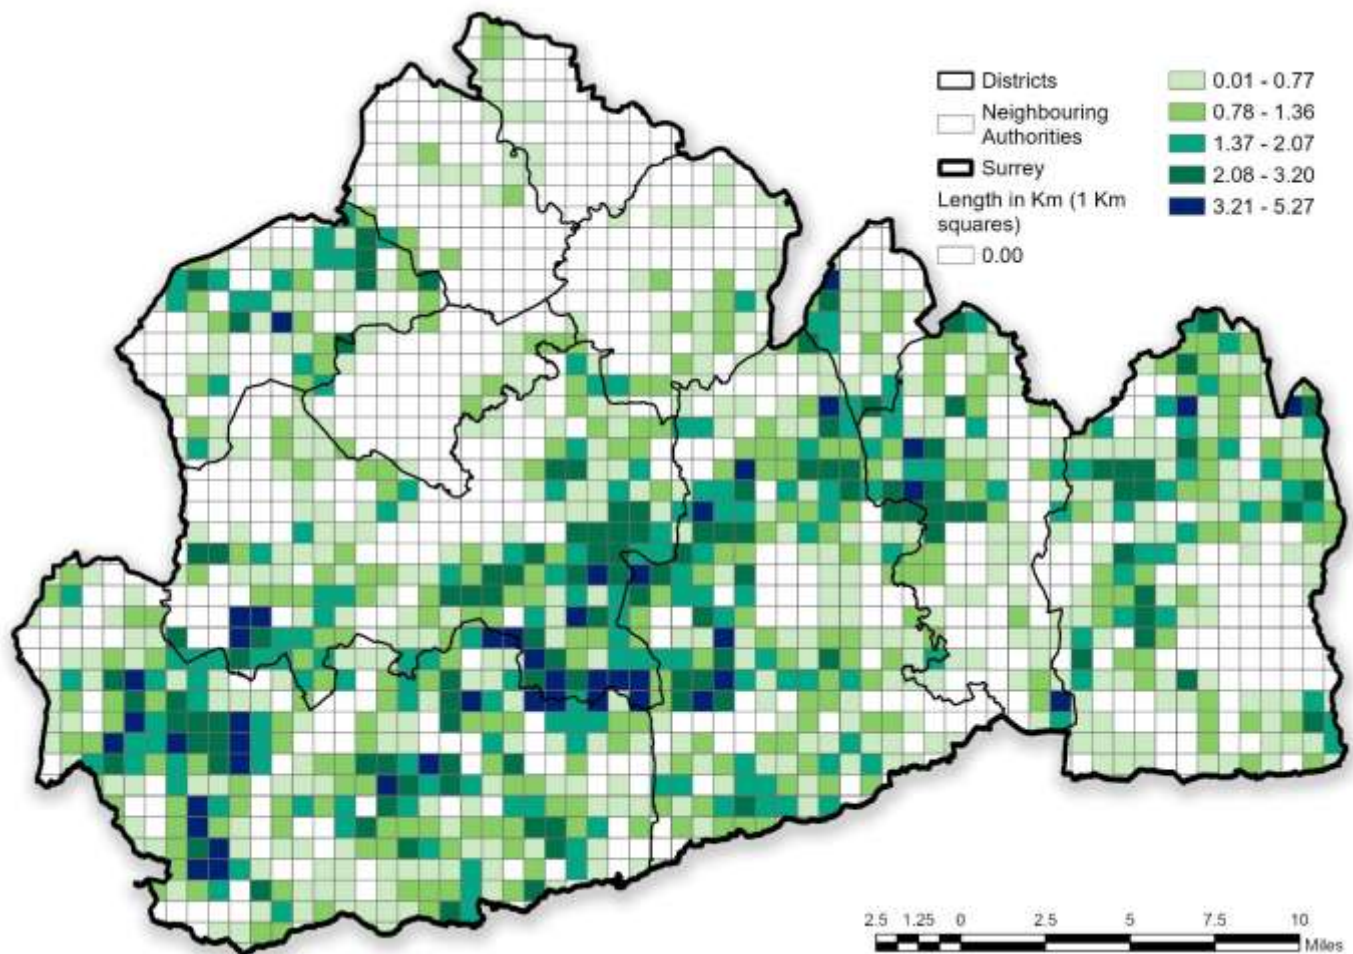 Districts
Neighbouring
Authorities
Surrey
Length in Km (1 Km
squares)
0.00
0.01 - 0.77
0.78 - 1.36
1.37 - 2.07
2.08 - 3.20
3.21 - 5.27
2.5 1.25 0 2.5 5 7.5 10
Miles